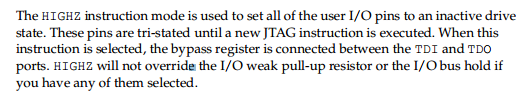 The HIGHZ instruction mode is used to set all of the user I/O pins to an inactive drive
state. These pins are tri-stated until a new JTAG instruction is executed. When this
instruction is selected, the bypass register is connected between the TDI and TDO
ports. HIGHZ will not override the I/O weak pull-up resistor or the I/O bus hold if
you have any of them selected.